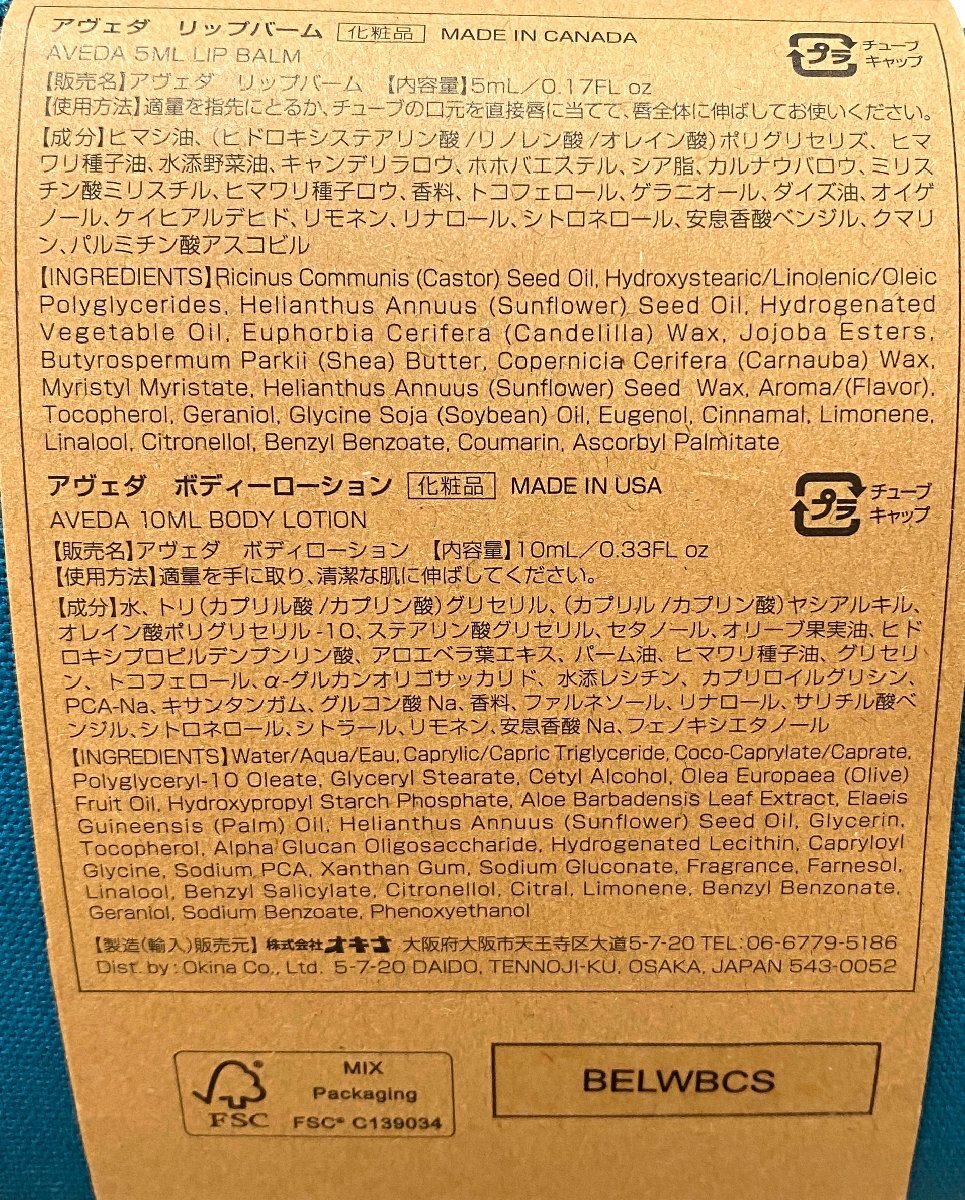 アヴェダ リップバーム 化粧品 MADE IN CANADA
AVEDA 5ML LIP BALM
プラ チューブ
キャップ
【販売名】アヴェダ リップバーム 【内容量】5mL/0.17FL oz
【使用方法】適量を指先にとるか、チューブの口元を直接唇に当てて、唇全体に伸ばしてお使いください。
【成分】ヒマシ油、(ヒドロキシステアリン酸/リノレン酸/オレイン酸)ポリグリセリズ、ヒマ
ワリ種子油、水添野菜油、キャンデリラロウ、ホホバエステル、シア脂、カルナウバロウ、ミリス
チン酸ミリスチル、ヒマワリ種子ロウ、香料、トコフェロール、ゲラニオール、ダイズ油、オイゲ
ノール、ケイヒアルデヒド、リモネン、リナロール、シトロネロール、安息香酸ベンジル、クマリ
ン、パルミチン酸アスコビル
【INGREDIENTS】Ricinus Communis (Castor) Seed Oil, Hydroxystearic/Linolenic/Oleic
Polyglycerides, Helianthus Annuus (Sunflower) Seed Oil, Hydrogenated
Vegetable Oil, Euphorbia Cerifera (Candelilla) Wax, Jojoba Esters,
Butyrospermum Parkii (Shea) Butter, Copernicia Cerifera (Carnauba) Wax,
Myristyl Myristate, Helianthus Annuus (Sunflower) Seed Wax, Aroma/(Flavor),
Tocopherol, Geraniol, Glycine Soja (Soybean) Oil, Eugenol, Cinnamal, Limonene,
Linalool, Citronellol, Benzyl Benzoate, Coumarin, Ascorbyl Palmitate
アヴェダ ボディーローション 化粧品 MADE IN USA
AVEDA 10ML BODY LOTION
プラ チューブ
キャップ
【販売名】アヴェダ ボディローション 【内容量】10mL/0.33FL oz
【使用方法】適量を手に取り、清潔な肌に伸ばしてください。
【成分】水、トリ(カプリル酸/カプリン酸)グリセリル、(カプリル/カプリン酸)ヤシアルキル、
オレイン酸ポリグリセリル-10、ステアリン酸グリセリル、セタノール、オリーブ果実油、ヒド
ロキシプロピルデンプンリン酸、アロエベラ葉エキス、パーム油、ヒマワリ種子油、グリセリ
ン、トコフェロール、α-グルカンオリゴサッカリド、水添レシチン、カプリロイルグリシン、
PCA-Na、キサンタンガム、グルコン酸Na、香料、ファルネソール、リナロール、サリチル酸ベ
ンジル、シトロネロール、シトラール、リモネン、安息香酸Na、フェノキシエタノール
【INGREDIENTS】Water/Aqua/Eau, Caprylic/Capric Triglyceride, Coco-Caprylate/Caprate,
Polyglyceryl-10 Oleate, Glyceryl Stearate, Cetyl Alcohol, Olea Europaea (Olive)
Fruit Oil, Hydroxypropyl Starch Phosphate, Aloe Barbadensis Leaf Extract, Elaeis
Guineensis (Palm) Oil, Helianthus Annuus (Sunflower) Seed Oil, Glycerin,
Tocopherol, Alpha Glucan Oligosaccharide, Hydrogenated Lecithin, Capryloyl
Glycine, Sodium PCA, Xanthan Gum, Sodium Gluconate, Fragrance, Farnesol,
Linalool, Benzyl Salicylate, Citronellol, Citral, Limonene, Benzyl Benzonate,
Geraniol, Sodium Benzoate, Phenoxyethanol
【製造(輸入)販売元】株式会社オキナ 大阪府大阪市天王寺区大道5-7-20 TEL:06-6779-5186
Dist. by : Okina Co., Ltd. 5-7-20 DAIDO, TENNOJI-KU, OSAKA, JAPAN 543-0052
FSC
MIX
Packaging
FSC® C139034
BELWBCS